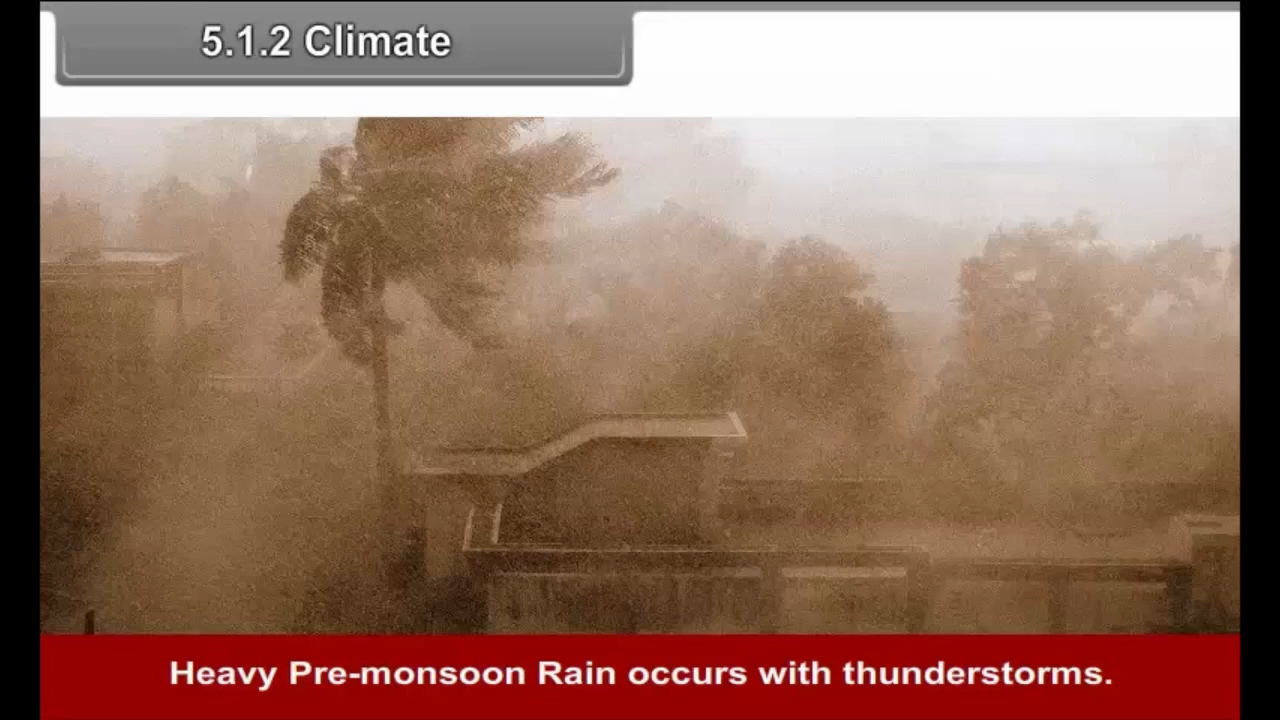 5.1.2 Climate
Heavy Pre-monsoon Rain occurs with thunderstorms.